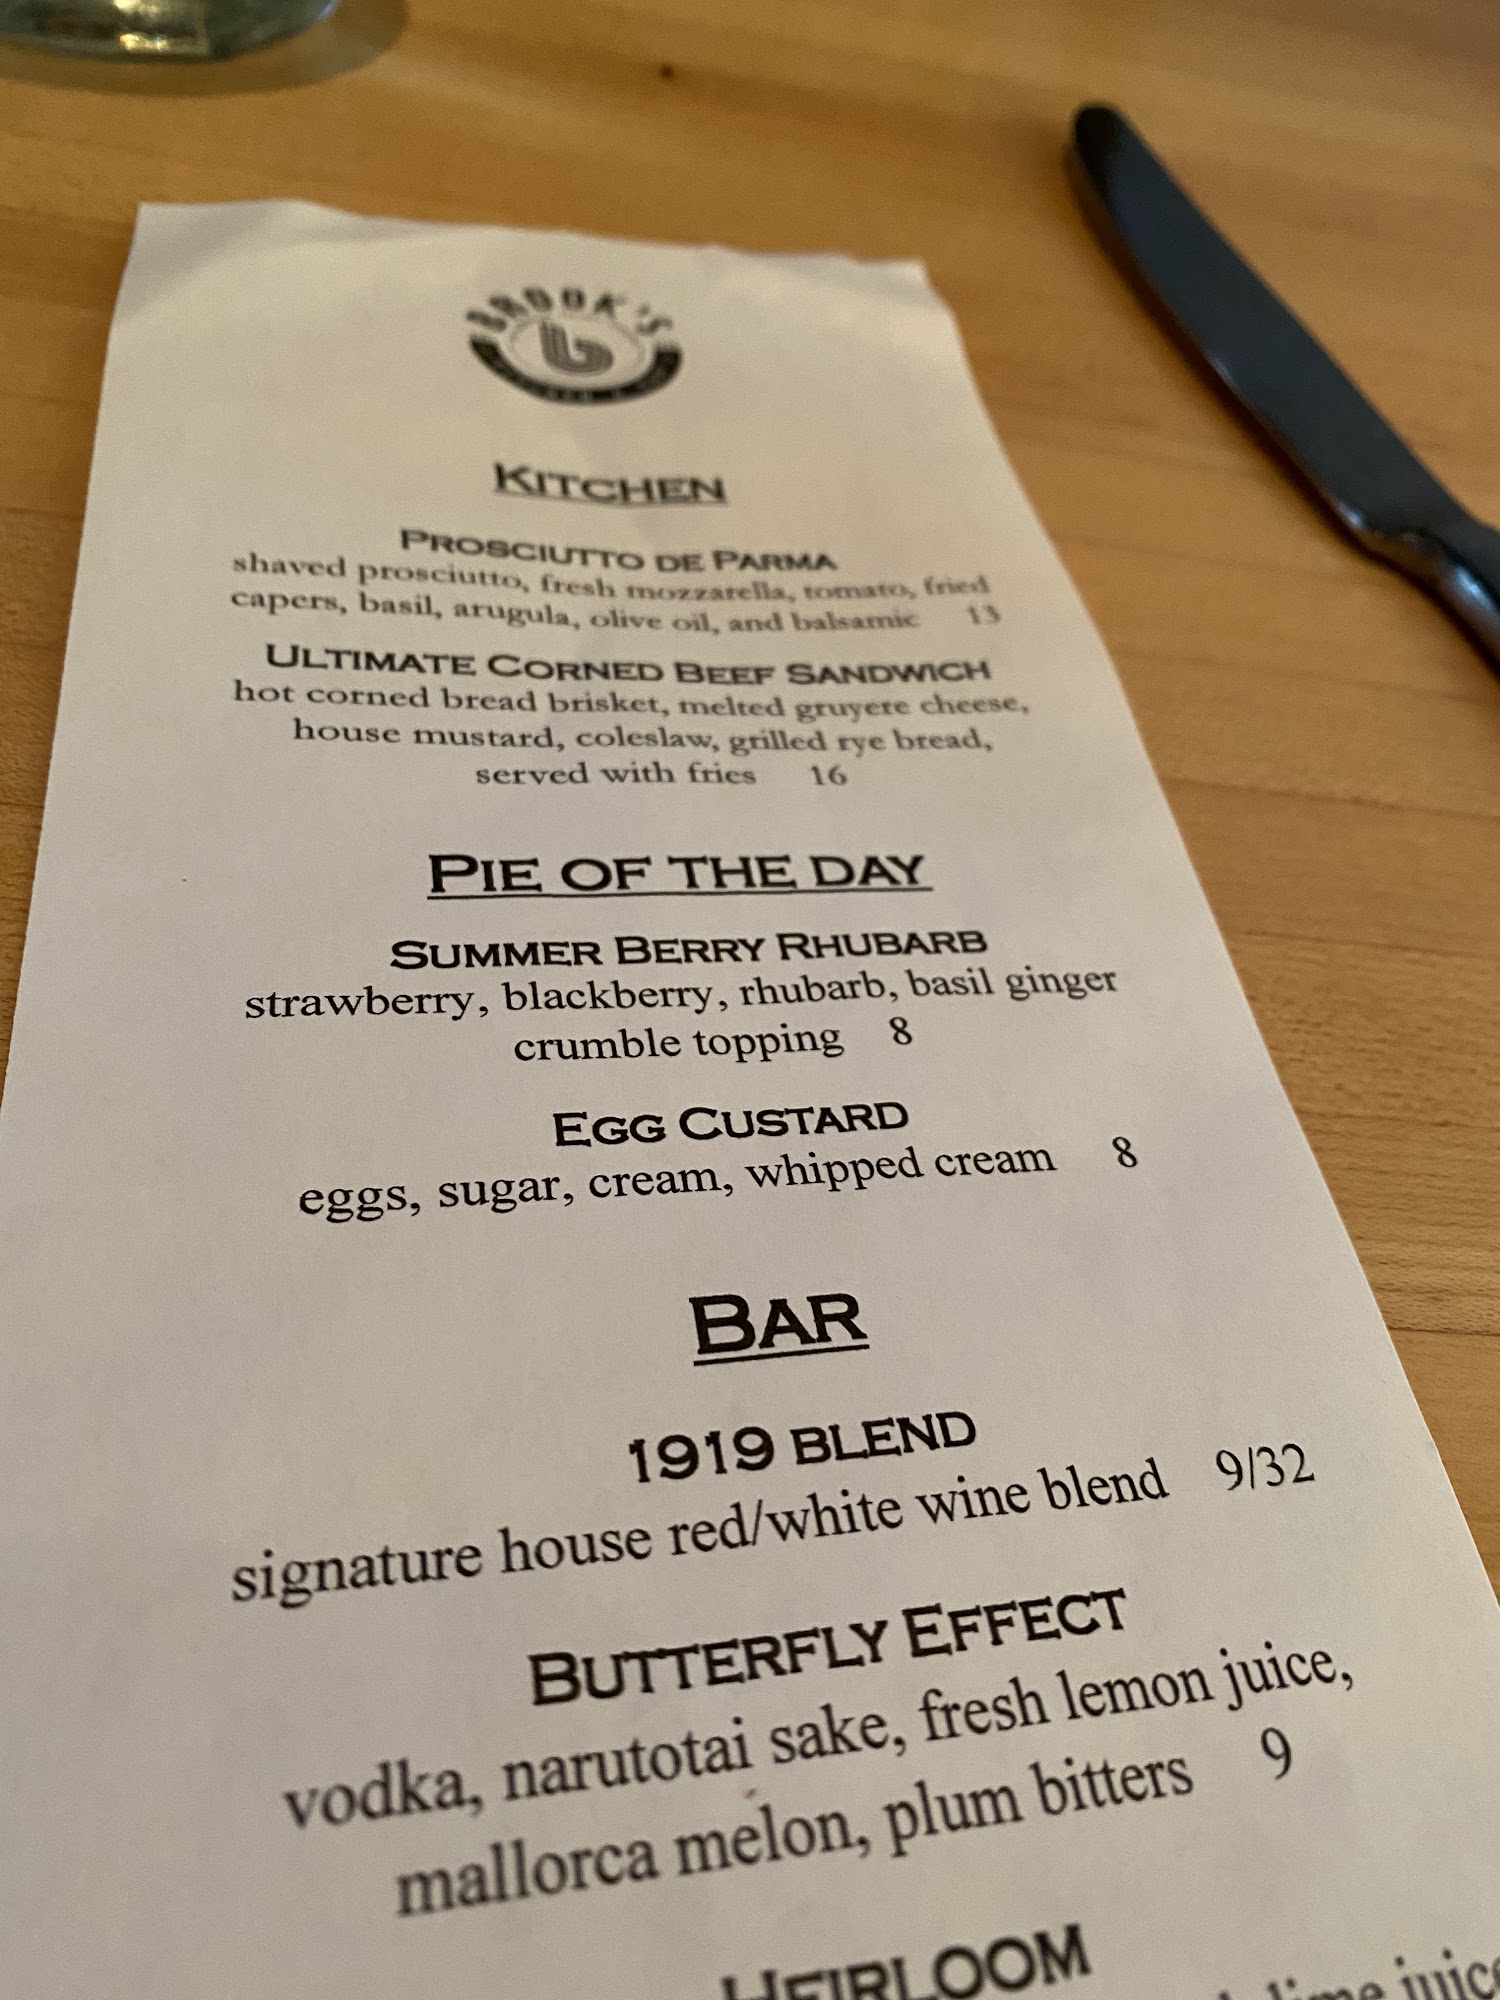 BROOK'S
KITCHEN
PROSCIUTTO DE PARMA
shaved prosciutto, fresh mozzarella, tomato, fried
capers, basil, arugula, olive oil, and balsamic 13
ULTIMATE CORNED BEEF SANDWICH
hot corned bread brisket, melted gruyere cheese,
house mustard, coleslaw, grilled rye bread,
served with fries 16
PIE OF THE DAY
SUMMER BERRY RHUBARB
strawberry, blackberry, rhubarb, basil ginger
crumble topping 8
EGG CUSTARD
eggs, sugar, cream, whipped cream 8
BAR
1919 BLEND
signature house red/white wine blend 9/32
BUTTERFLY EFFECT
vodka, narutotai sake, fresh lemon juice,
mallorca melon, plum bitters 9
HEIRLOOM
lime juice